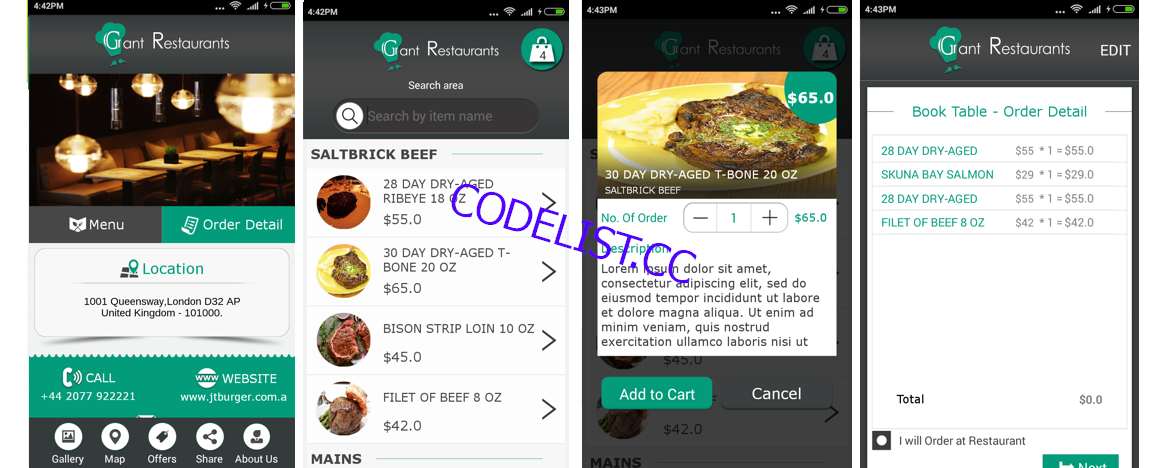 4:42PM
Grant Restaurants
Menu
Order Detail
Location
1001 Queensway,London D32 AP
United Kingdom - 101000.
CALL
+44 2077 922221
WEBSITE
www.jtburger.com.a
Gallery
Map
Offers
Share
About Us
4:42PM
Grant Restaurants
4
Search area
Search by item name
SALTBRICK BEEF
28 DAY DRY-AGED
RIBEYE 18 OZ
$55.0
30 DAY DRY-AGED T-
BONE 20 OZ
$65.0
BISON STRIP LOIN 10 OZ
$45.0
FILET OF BEEF 8 OZ
$42.0
MAINS
CODELIST.CC
4:43PM
Grant Restaurants
4
$65.0
30 DAY DRY-AGED T-BONE 20 OZ
SALTBRICK BEEF
No. Of Order
1
$65.0
Description
Lorem ipsum dolor sit amet,
consectetur adipiscing elit, sed do
eiusmod tempor incididunt ut labore
et dolore magna aliqua. Ut enim ad
minim veniam, quis nostrud
exercitation ullamco laboris nisi ut
$45.0
Add to Cart
Cancel
$42.0
MAINS
4:43PM
Grant Restaurants
EDIT
Book Table - Order Detail
28 DAY DRY-AGED $55 * 1 = $55.0
SKUNA BAY SALMON $29 * 1 = $29.0
28 DAY DRY-AGED $55 * 1 = $55.0
FILET OF BEEF 8 OZ $42 * 1 = $42.0
Total $0.0
I will Order at Restaurant
Next